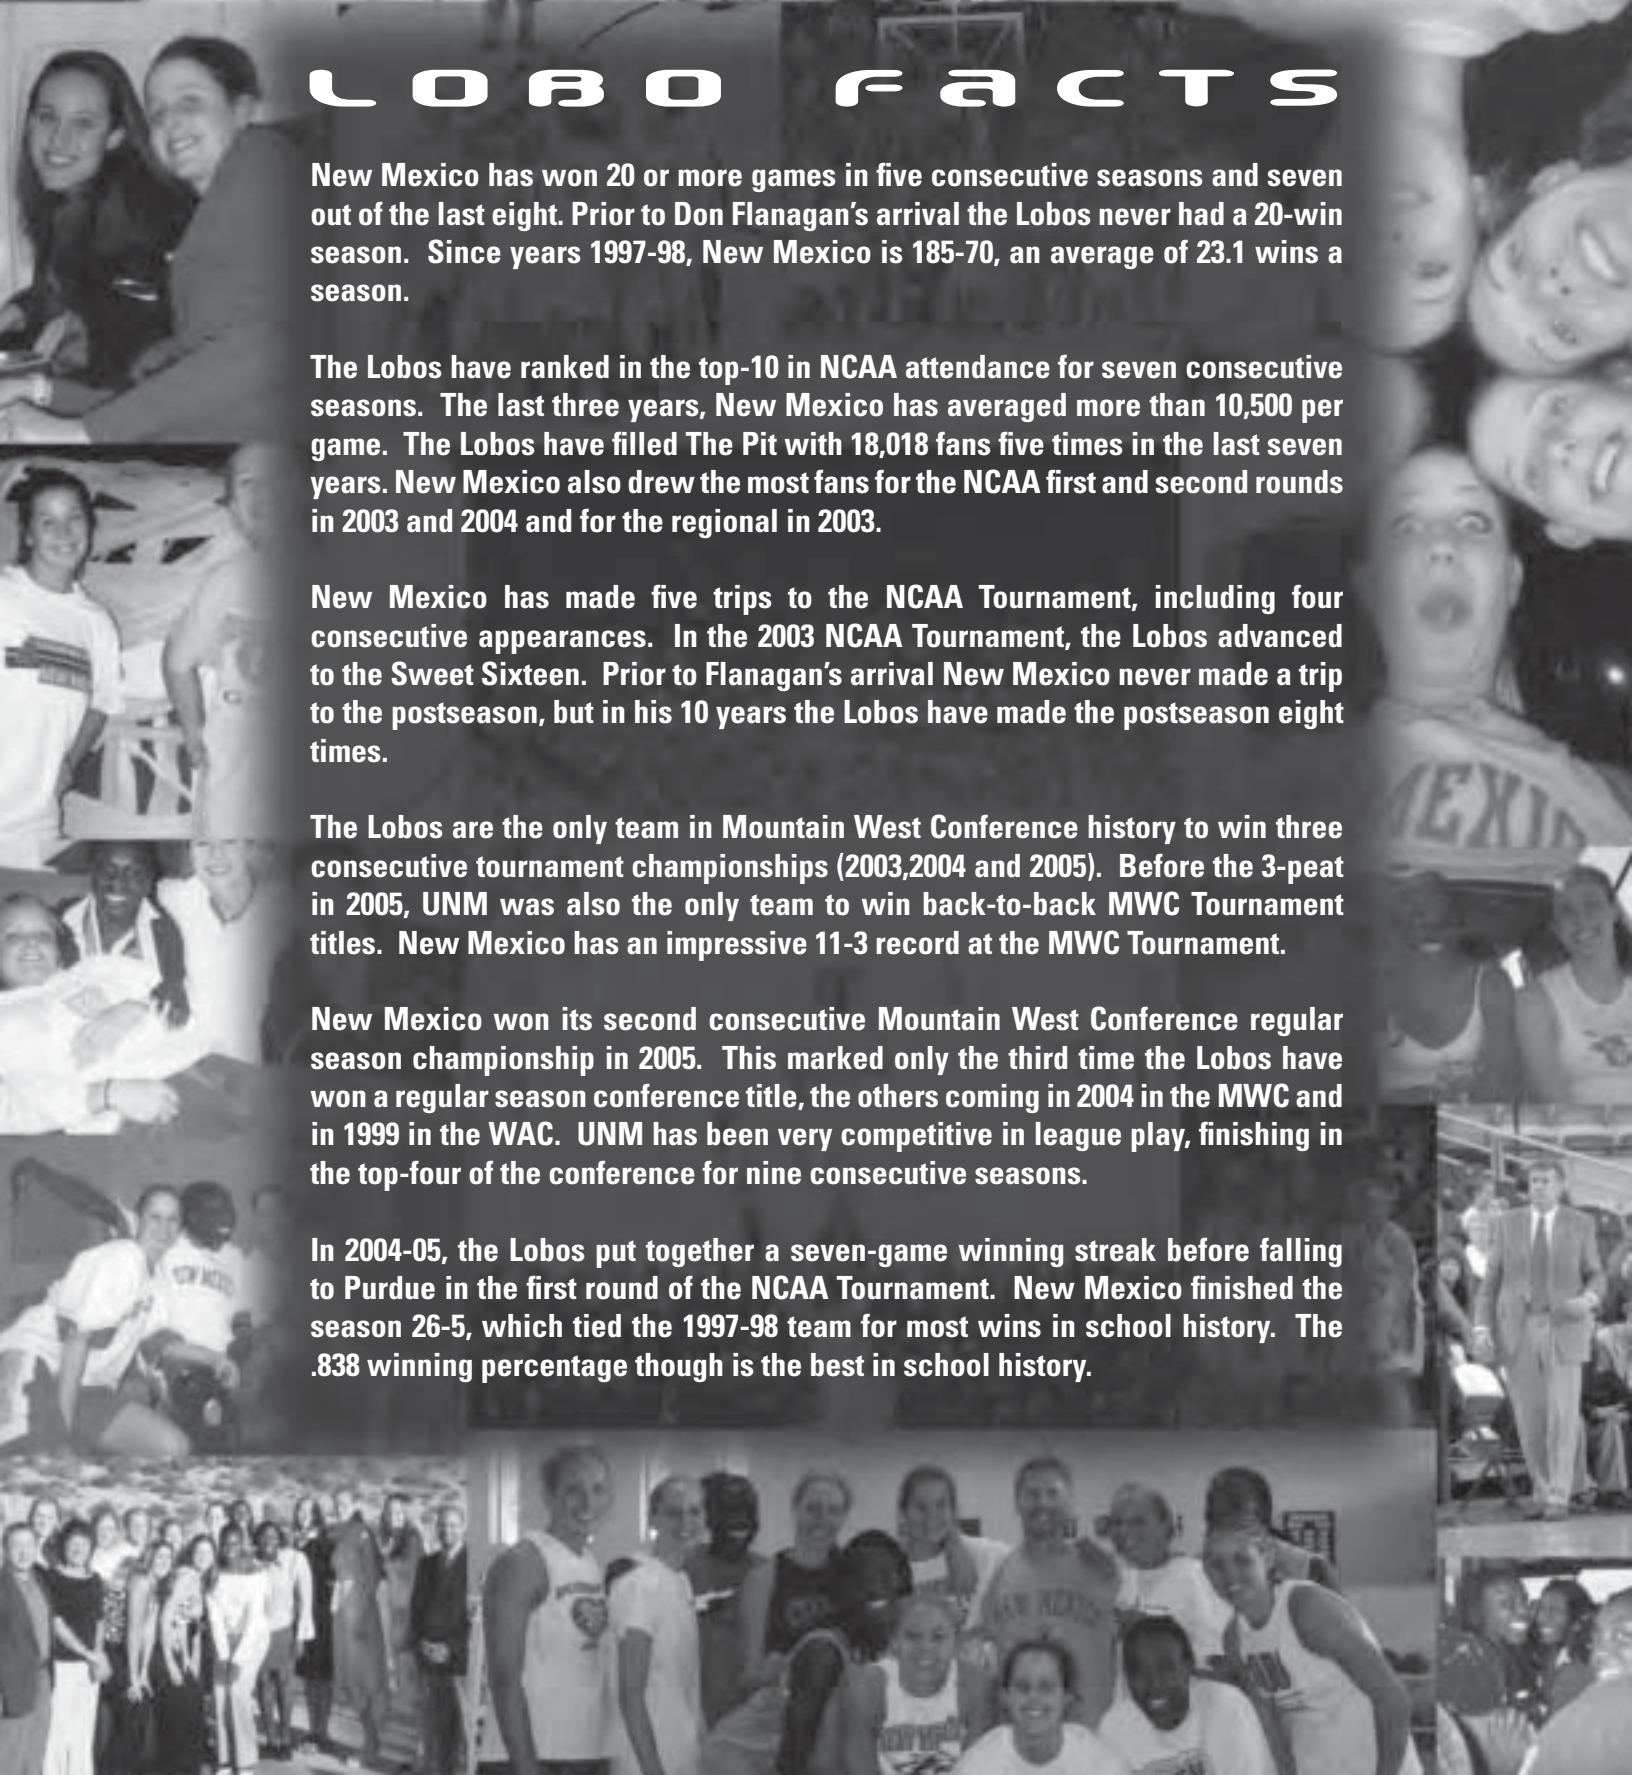 LOBO FACTS
New Mexico has won 20 or more games in five consecutive seasons and seven
out of the last eight. Prior to Don Flanagan's arrival the Lobos never had a 20-win
season.  Since years 1997-98, New Mexico is 185-70, an average of 23.1 wins a
season.
The Lobos have ranked in the top-10 in NCAA attendance for seven consecutive
seasons.  The last three years, New Mexico has averaged more than 10,500 per
game.  The Lobos have filled The Pit with 18,018 fans five times in the last seven
years. New Mexico also drew the most fans for the NCAA first and second rounds
in 2003 and 2004 and for the regional in 2003.
New Mexico has made five trips to the NCAA Tournament, including four
consecutive appearances.  In the 2003 NCAA Tournament, the Lobos advanced
to the Sweet Sixteen.  Prior to Flanagan's arrival New Mexico never made a trip
to the postseason, but in his 10 years the Lobos have made the postseason eight
times.
The Lobos are the only team in Mountain West Conference history to win three
consecutive tournament championships (2003,2004 and 2005).  Before the 3-peat
in 2005, UNM was also the only team to win back-to-back MWC Tournament
titles.  New Mexico has an impressive 11-3 record at the MWC Tournament.
New Mexico won its second consecutive Mountain West Conference regular
season championship in 2005.  This marked only the third time the Lobos have
won a regular season conference title, the others coming in 2004 in the MWC and
in 1999 in the WAC.  UNM has been very competitive in league play, finishing in
the top-four of the conference for nine consecutive seasons.
In 2004-05, the Lobos put together a seven-game winning streak before falling
to Purdue in the first round of the NCAA Tournament.  New Mexico finished the
season 26-5, which tied the 1997-98 team for most wins in school history.  The
.838 winning percentage though is the best in school history.